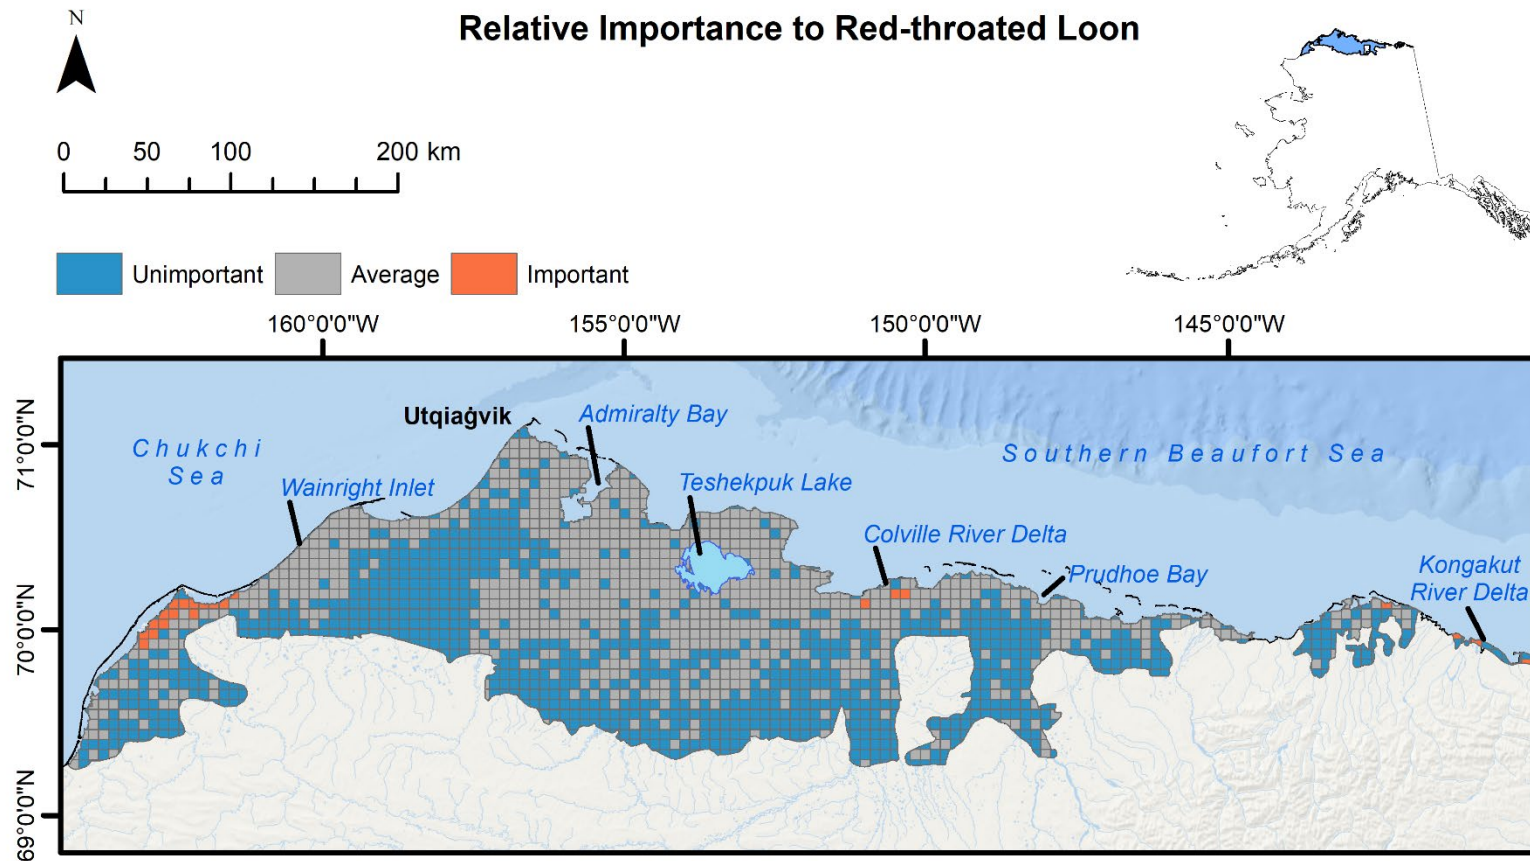 Relative Importance to Red-throated Loon
N
0 50 100 200 km
Unimportant Average Important
160°0'0"W 155°0'0"W 150°0'0"W 145°0'0"W
71°0'0"N
70°0'0"N
69°0'0"N
Utqiaġvik
Admiralty Bay
Chukchi
Sea
Southern Beaufort Sea
Wainright Inlet
Teshekpuk Lake
Colville River Delta
Prudhoe Bay
Kongakut
River Delta